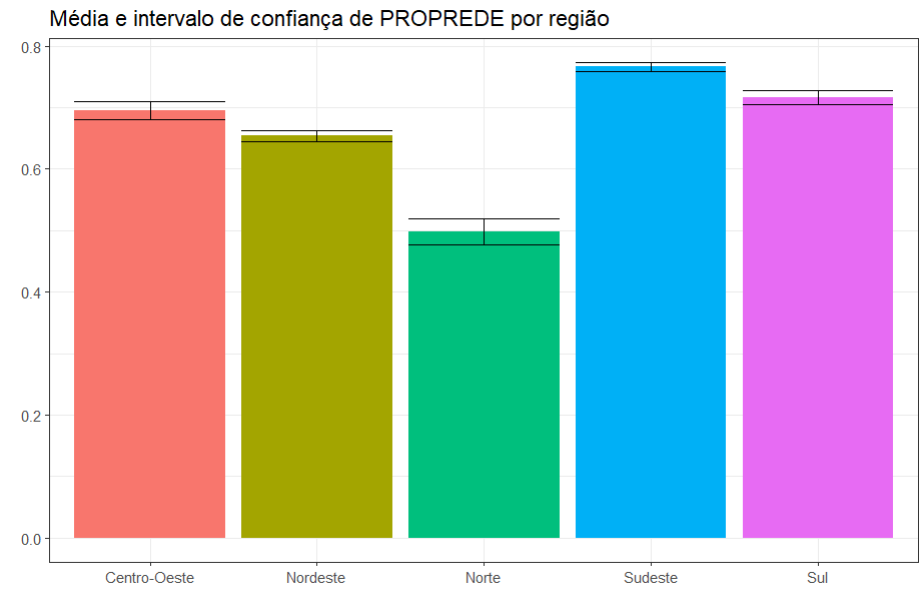 Média e intervalo de confiança de PROPREDE por região
0.8
0.6
0.4
0.2
0.0
Centro-Oeste Nordeste Norte Sudeste Sul